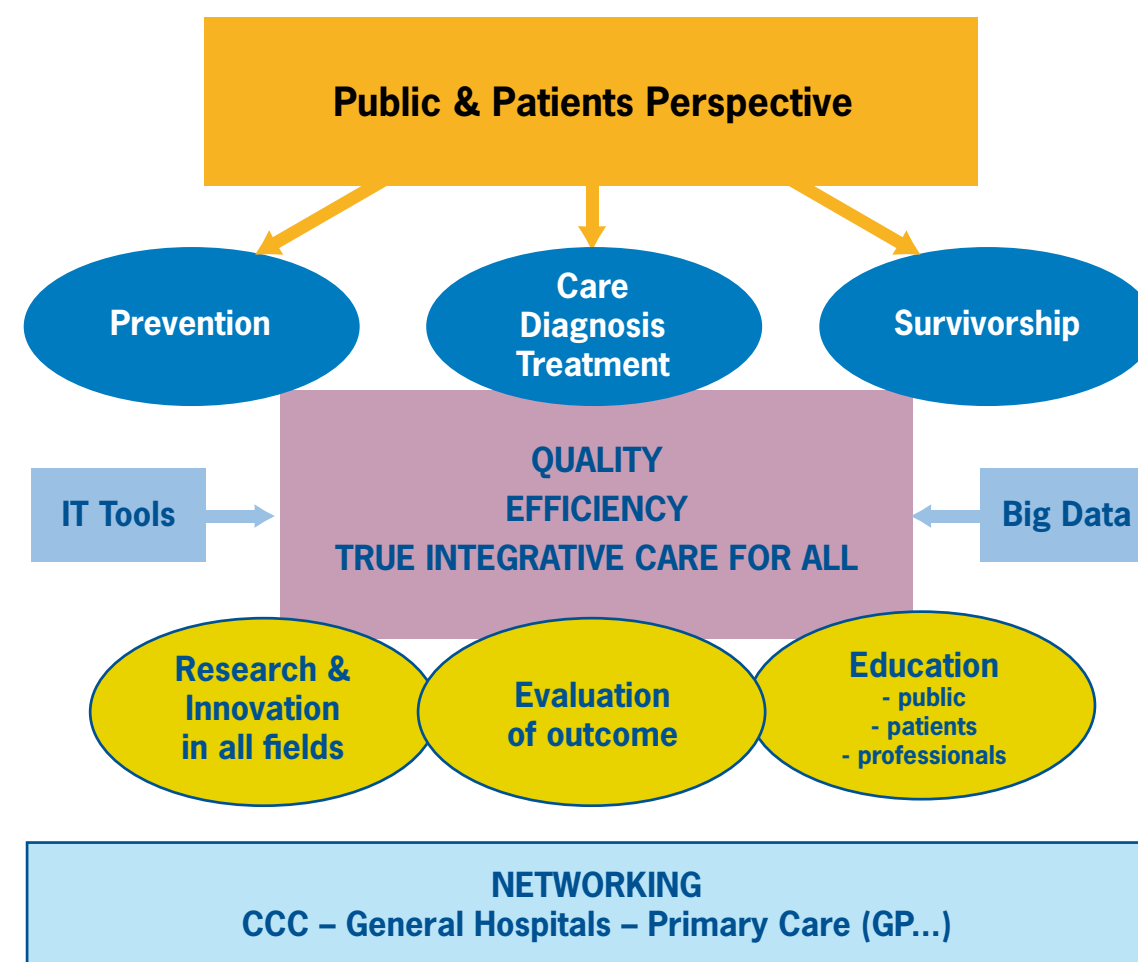 Public & Patients Perspective
Prevention
Care
Diagnosis
Treatment
Survivorship
QUALITY
EFFICIENCY
TRUE INTEGRATIVE CARE FOR ALL
IT Tools
Big Data
Research &
Innovation
in all fields
Evaluation
of outcome
Education
- public
- patients
- professionals
NETWORKING
CCC – General Hospitals – Primary Care (GP...)